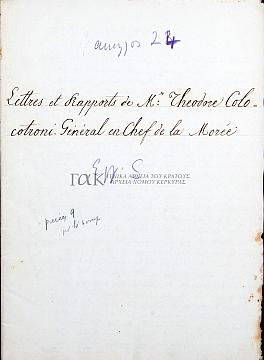 φακελλος 24
Lettres et Rapports de Mr. Theodore Colo-
cotroni Général en Chef de la Morée
γακ
ΓΕΝΙΚΑ ΑΡΧΕΙΑ ΤΟΥ ΚΡΑΤΟΥΣ
ΑΡΧΕΙΑ ΝΟΜΟΥ ΚΕΡΚΥΡΑΣ
pieces 9